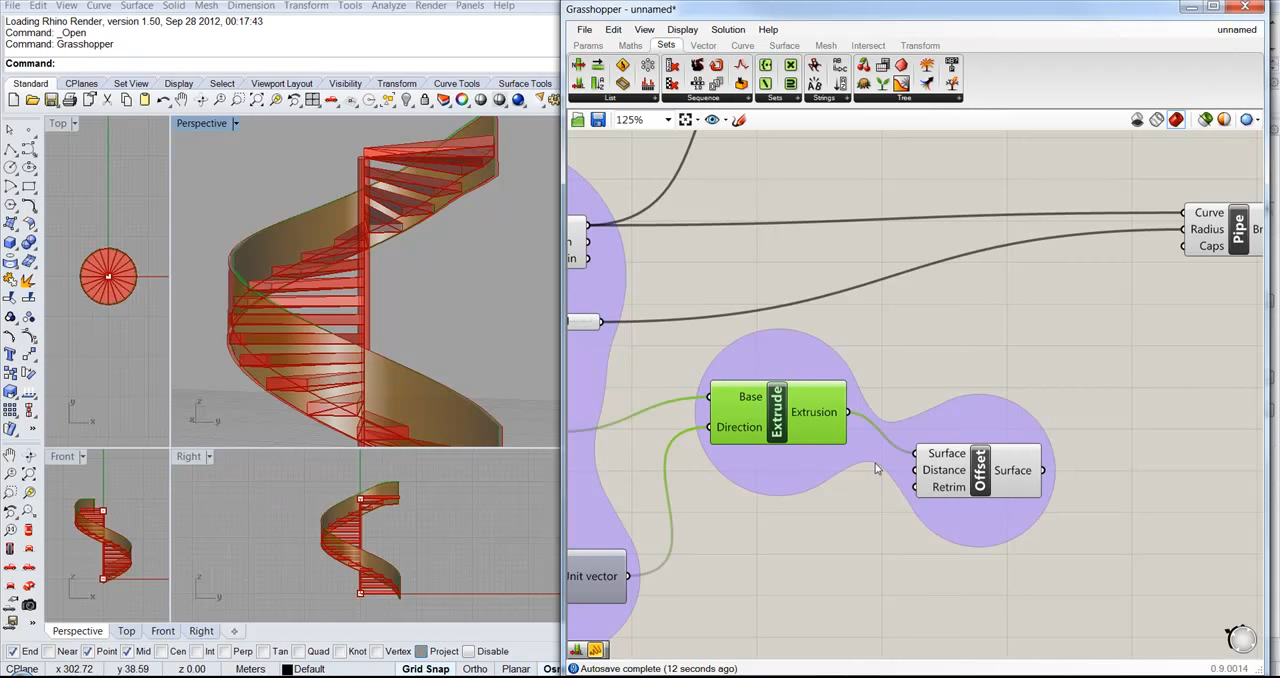 File Edit View Curve Surface Solid Mesh Dimension Transform Tools Analyze Render Panels Help
Loading Rhino Render, version 1.50, Sep 28 2012, 00:17:43
Command: _Open
Command: Grasshopper
Command:
Standard CPlanes Set View Display Select Viewport Layout Visibility Transform Curve Tools Surface Tools
Top
Perspective
y
x
z
y
x
Front
Right
z
x
z
y
Perspective Top Front Right
End Near Point Mid Cen Int Perp Tan Quad Knot Vertex Project Disable
CPlane x 302.72 y 38.59 z 0.00 Meters Default Grid Snap Ortho Planar Osn
Grasshopper - unnamed*
File Edit View Display Solution Help
unnamed
Params Maths Sets Vector Curve Surface Mesh Intersect Transform
List Sequence Sets Strings Tree
125%
in
Curve
Radius
Caps
Pipe
Br
Base
Direction
Extrude
Extrusion
Surface
Distance
Retrim
Offset
Surface
Unit vector
Autosave complete (12 seconds ago)
0.9.0014